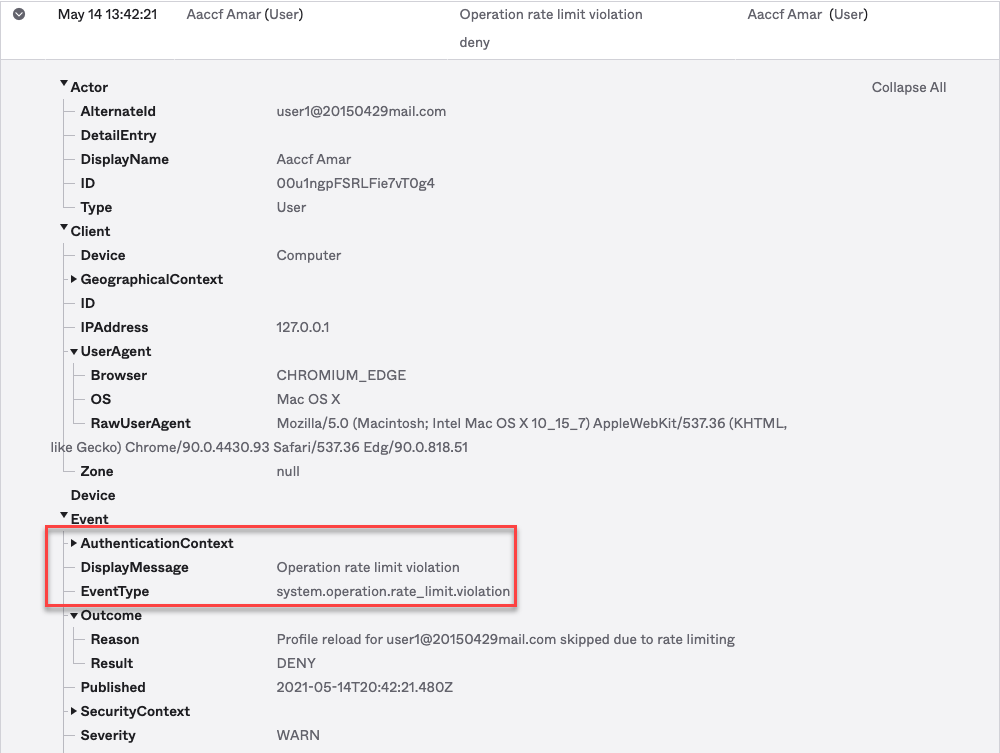 May 14 13:42:21 Aaccf Amar (User) Operation rate limit violation Aaccf Amar (User)
deny
Actor Collapse All
AlternateId user1@20150429mail.com
DetailEntry
DisplayName Aaccf Amar
ID 00u1ngpFSRLFie7vT0g4
Type User
Client
Device Computer
GeographicalContext
ID
IPAddress 127.0.0.1
UserAgent
Browser CHROMIUM_EDGE
OS Mac OS X
RawUserAgent Mozilla/5.0 (Macintosh; Intel Mac OS X 10_15_7) AppleWebKit/537.36 (KHTML,
like Gecko) Chrome/90.0.4430.93 Safari/537.36 Edg/90.0.818.51
Zone null
Device
Event
AuthenticationContext
DisplayMessage Operation rate limit violation
EventType system.operation.rate_limit.violation
Outcome
Reason Profile reload for user1@20150429mail.com skipped due to rate limiting
Result DENY
Published 2021-05-14T20:42:21.480Z
SecurityContext
Severity WARN